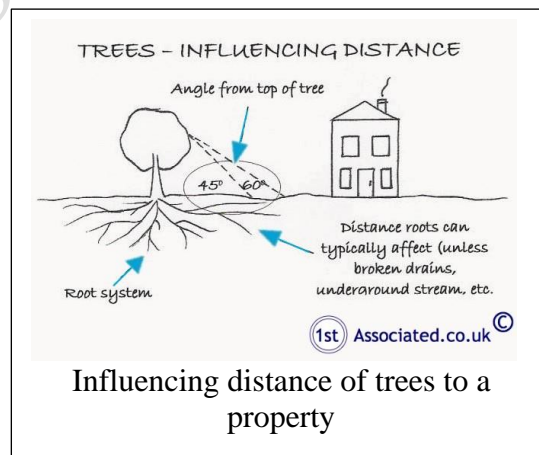 TREES – INFLUENCING DISTANCE
Angle from top of tree
45° 60°
Distance roots can
typically affect (unless
broken drains,
underaround stream, etc.
Root system
1st Associated.co.uk ©
Influencing distance of trees to a
property